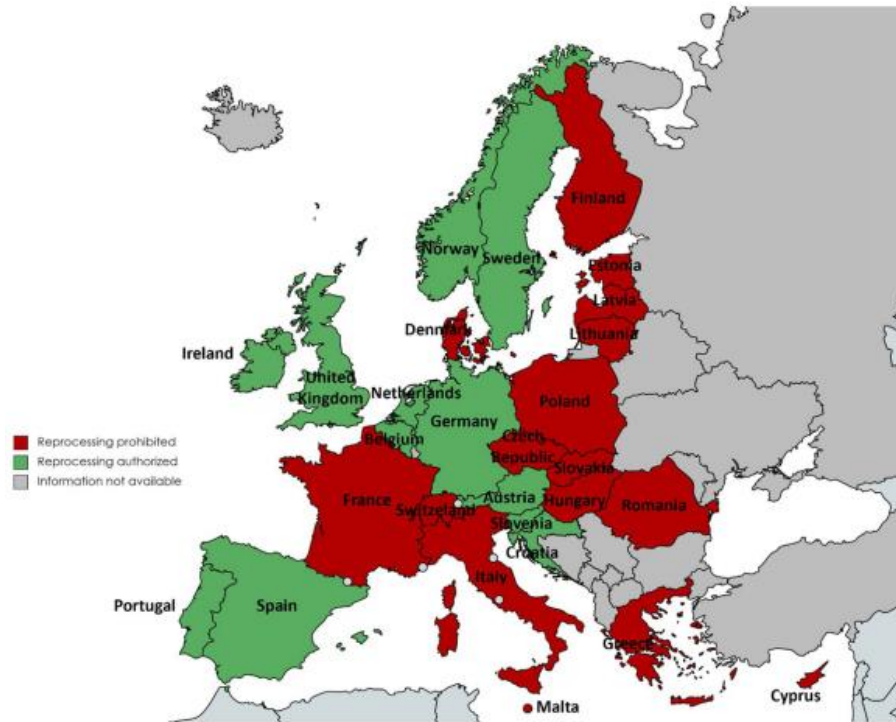 Finland
Norway
Sweden
Estonia
Latvia
Denmark
Lithuania
Ireland
United
Kingdom
Netherlands
Germany
Poland
Belgium
Czech
Republic
Slovakia
Reprocessing prohibited
Reprocessing authorized
Information not available
France
Switzeland
Austria
Hungary
Romania
Slovenia
Croatia
Italy
Portugal
Spain
Greece
Cyprus
Malta